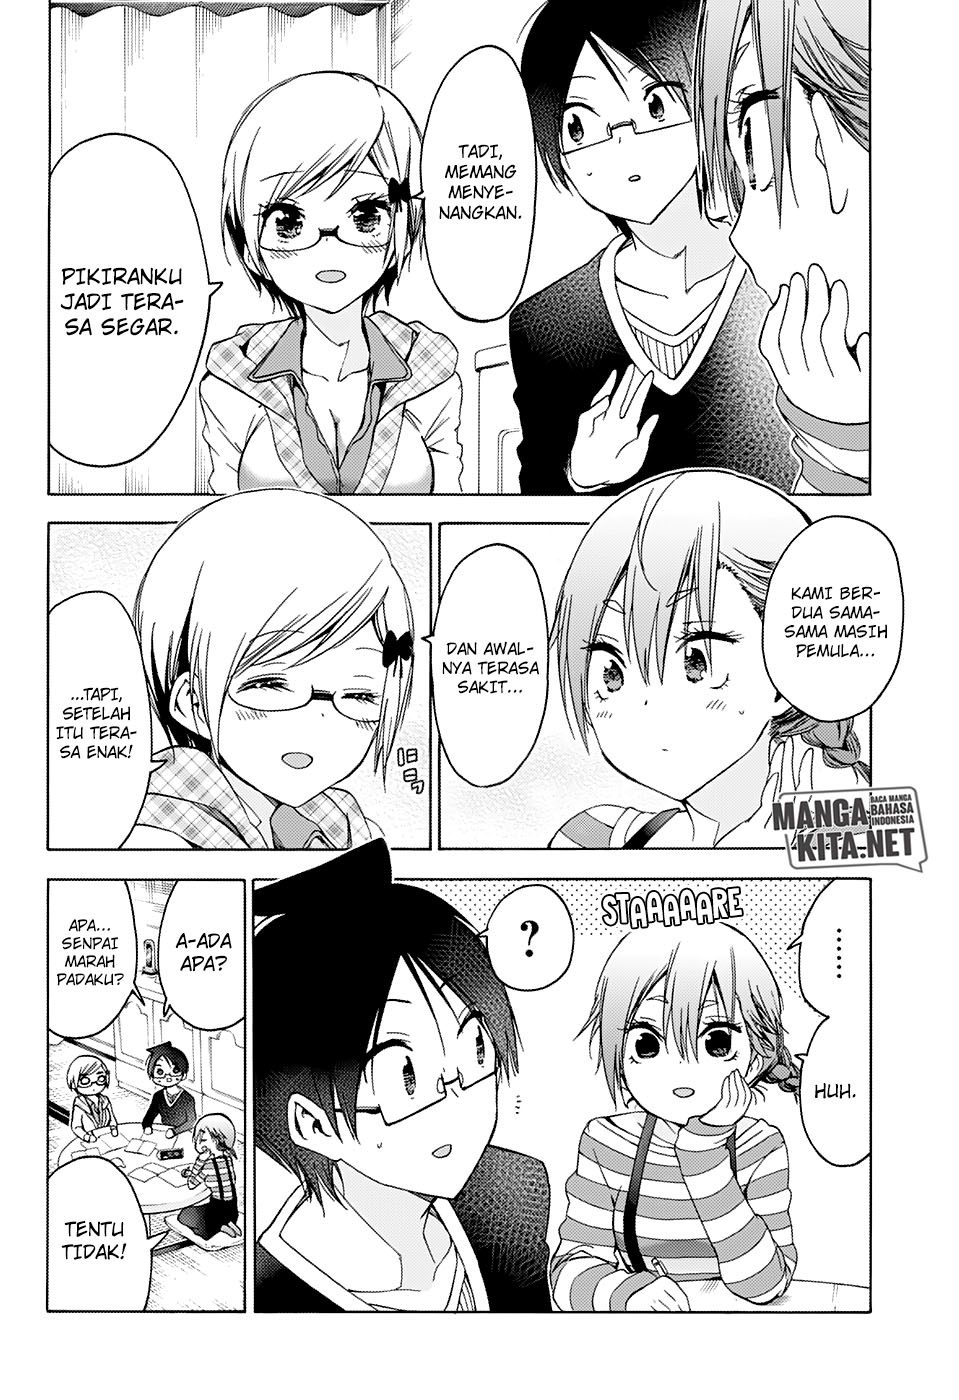 TADI,
MEMANG
MENYE-
NANGKAN.
PIKIRANKU
JADI TERA-
SA SEGAR.
KAMI BER-
DUA SAMA-
SAMA MASIH
PEMULA...
DAN AWAL-
NYA TERASA
SAKIT...
...TAPI,
SETELAH
ITU TERA-
SA ENAK!
MANGA
KITA.NET
BACA MANGA
BAHASA
INDONESIA
STAAAAARE
?
........
HUH.
A-ADA
APA?
APA...
SENPAI
MARAH
PADAKU?
TENTU
TIDAK!